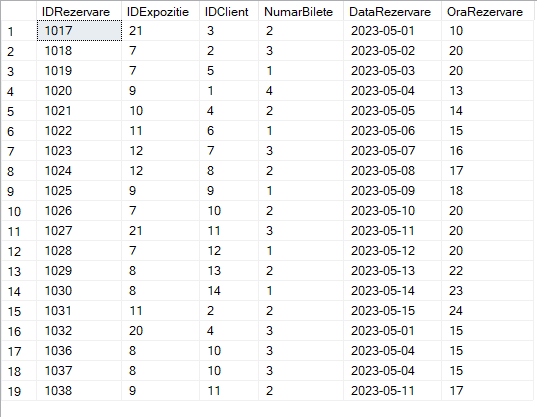 IDRezervare IDExpozitie IDClient NumarBilete DataRezervare OraRezervare
1 1017 21 3 2 2023-05-01 10
2 1018 7 2 3 2023-05-02 20
3 1019 7 5 1 2023-05-03 20
4 1020 9 1 4 2023-05-04 13
5 1021 10 4 2 2023-05-05 14
6 1022 11 6 1 2023-05-06 15
7 1023 12 7 3 2023-05-07 16
8 1024 12 8 2 2023-05-08 17
9 1025 9 9 1 2023-05-09 18
10 1026 7 10 2 2023-05-10 20
11 1027 21 11 3 2023-05-11 20
12 1028 7 12 1 2023-05-12 20
13 1029 8 13 2 2023-05-13 22
14 1030 8 14 1 2023-05-14 23
15 1031 11 2 2 2023-05-15 24
16 1032 20 4 3 2023-05-01 15
17 1036 8 10 3 2023-05-04 15
18 1037 8 10 3 2023-05-04 15
19 1038 9 11 2 2023-05-11 17